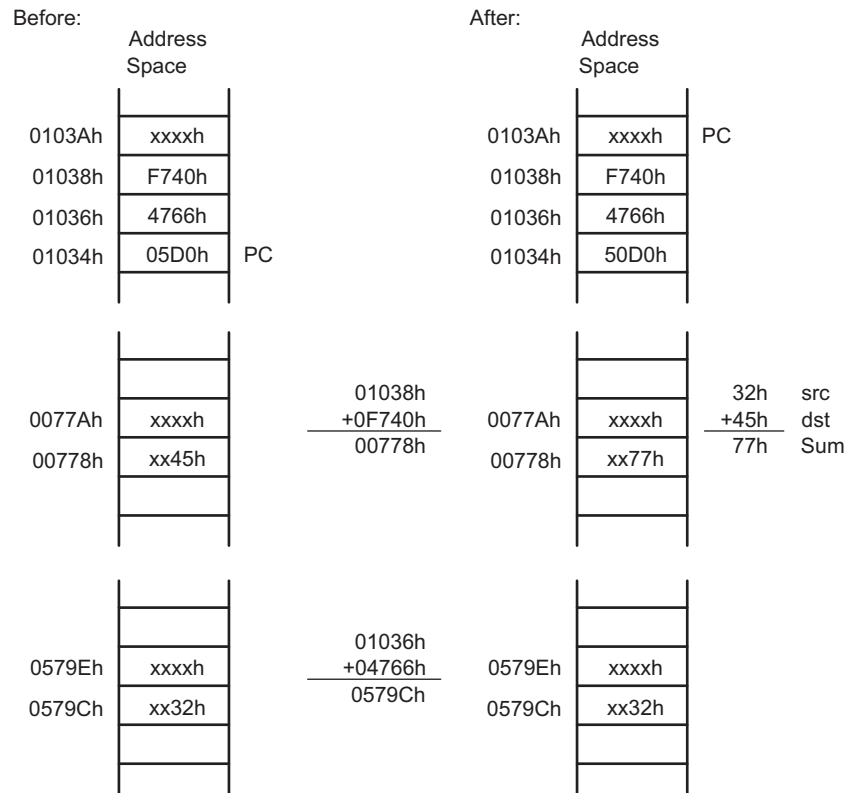 Before:
Address
Space
0103Ah xxxxh
01038h F740h
01036h 4766h
01034h 05D0h PC
After:
Address
Space
0103Ah xxxxh PC
01038h F740h
01036h 4766h
01034h 50D0h
0077Ah xxxxh
00778h xx45h
01038h
+0F740h
00778h
0077Ah xxxxh
00778h xx77h
32h src
+45h dst
77h Sum
0579Eh xxxxh
0579Ch xx32h
01036h
+04766h
0579Ch
0579Eh xxxxh
0579Ch xx32h